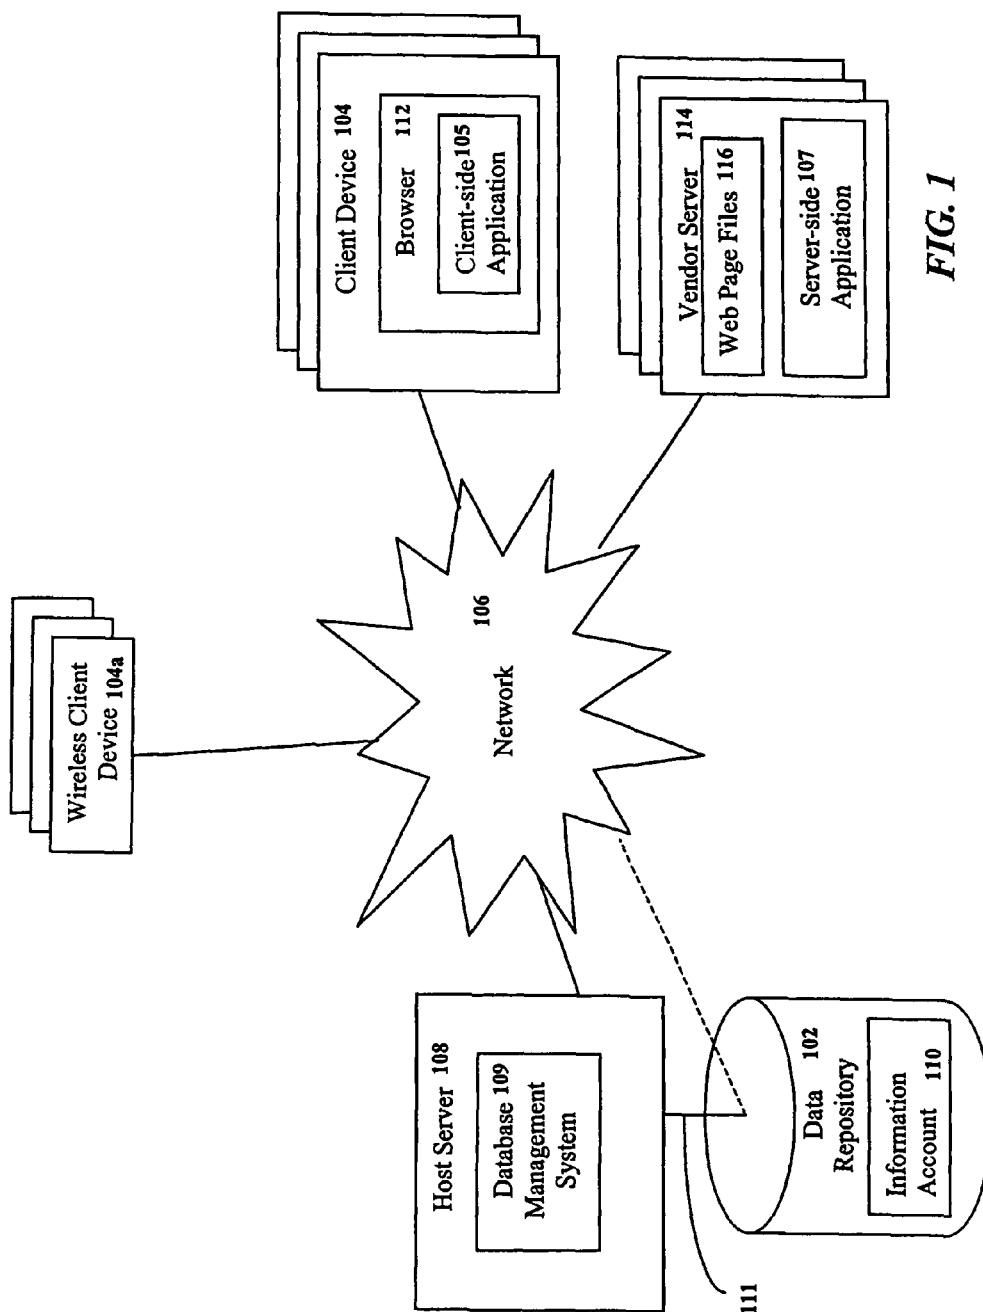 Wireless Client
Device 104a
Client Device 104
Browser 112
Client-side 105
Application
106
Network
Host Server 108
Database 109
Management
System
Vendor Server 114
Web Page Files 116
Server-side 107
Application
Data 102
Repository
Information
Account 110
111
FIG. 1